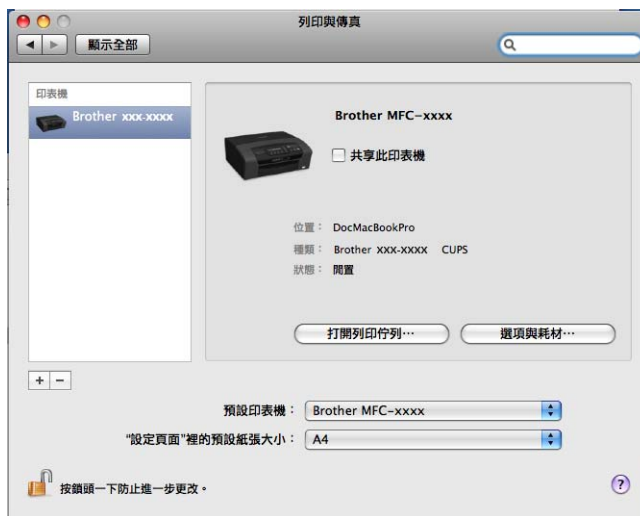 列印與傳真
顯示全部
印表機
Brother xxx-xxxx
Brother MFC-xxxx
共享此印表機
位置： DocMacBookPro
種類： Brother XXX-XXXX CUPS
狀態： 閒置
打開列印佇列…
選項與耗材…
+ −
預設印表機： Brother MFC-xxxx
“設定頁面”裡的預設紙張大小： A4
按鎖頭一下防止進一步更改。
?